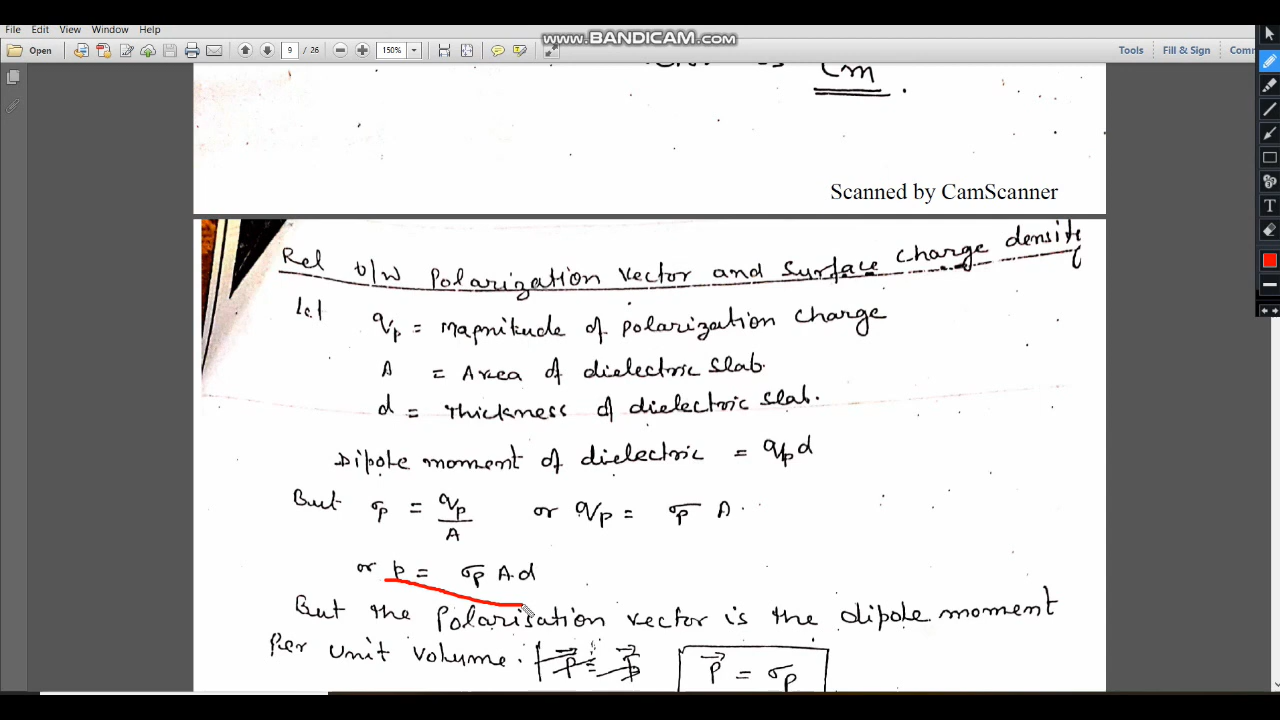 File Edit View Window Help
www.BANDICAM.com
Open 9 / 26 150% Tools Fill & Sign Comm
Cm
Scanned by CamScanner
Rel b/w Polarization vector and surface charge density
Let qp = Magnitude of polarization charge
A = Area of dielectric slab.
d = Thickness of dielectric slab.
Dipole moment of dielectric = qpd
But σp = qp/A or qp = σp A.
or p = σp A.d
But the Polarisation vector is the dipole moment
Per unit volume. P⃗ = σp